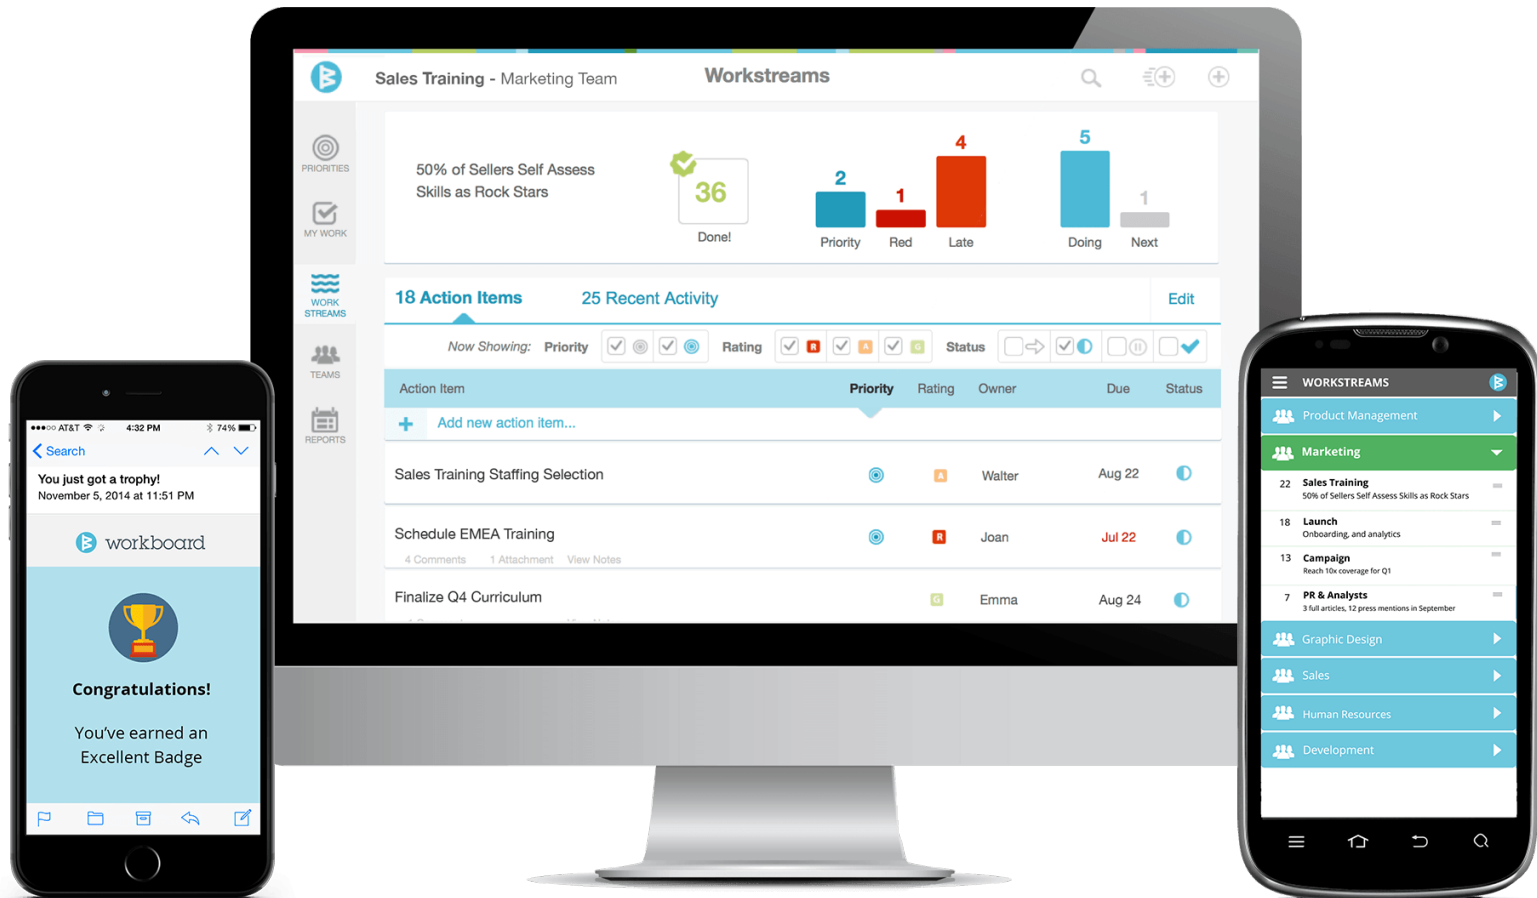 Sales Training - Marketing Team
Workstreams
PRIORITIES
MY WORK
WORK
STREAMS
TEAMS
REPORTS
50% of Sellers Self Assess
Skills as Rock Stars
36
Done!
2
Priority
1
Red
4
Late
5
Doing
1
Next
18 Action Items
25 Recent Activity
Edit
Now Showing: Priority Rating R A G Status
Action Item Priority Rating Owner Due Status
+ Add new action item...
Sales Training Staffing Selection A Walter Aug 22
Schedule EMEA Training R Joan Jul 22
4 Comments 1 Attachment View Notes
Finalize Q4 Curriculum G Emma Aug 24
AT&T 4:32 PM 74%
Search
You just got a trophy!
November 5, 2014 at 11:51 PM
workboard
Congratulations!
You've earned an
Excellent Badge
WORKSTREAMS
Product Management
Marketing
22 Sales Training
50% of Sellers Self Assess Skills as Rock Stars
18 Launch
Onboarding, and analytics
13 Campaign
Reach 10x coverage for Q1
7 PR & Analysts
3 full articles, 12 press mentions in September
Graphic Design
Sales
Human Resources
Development